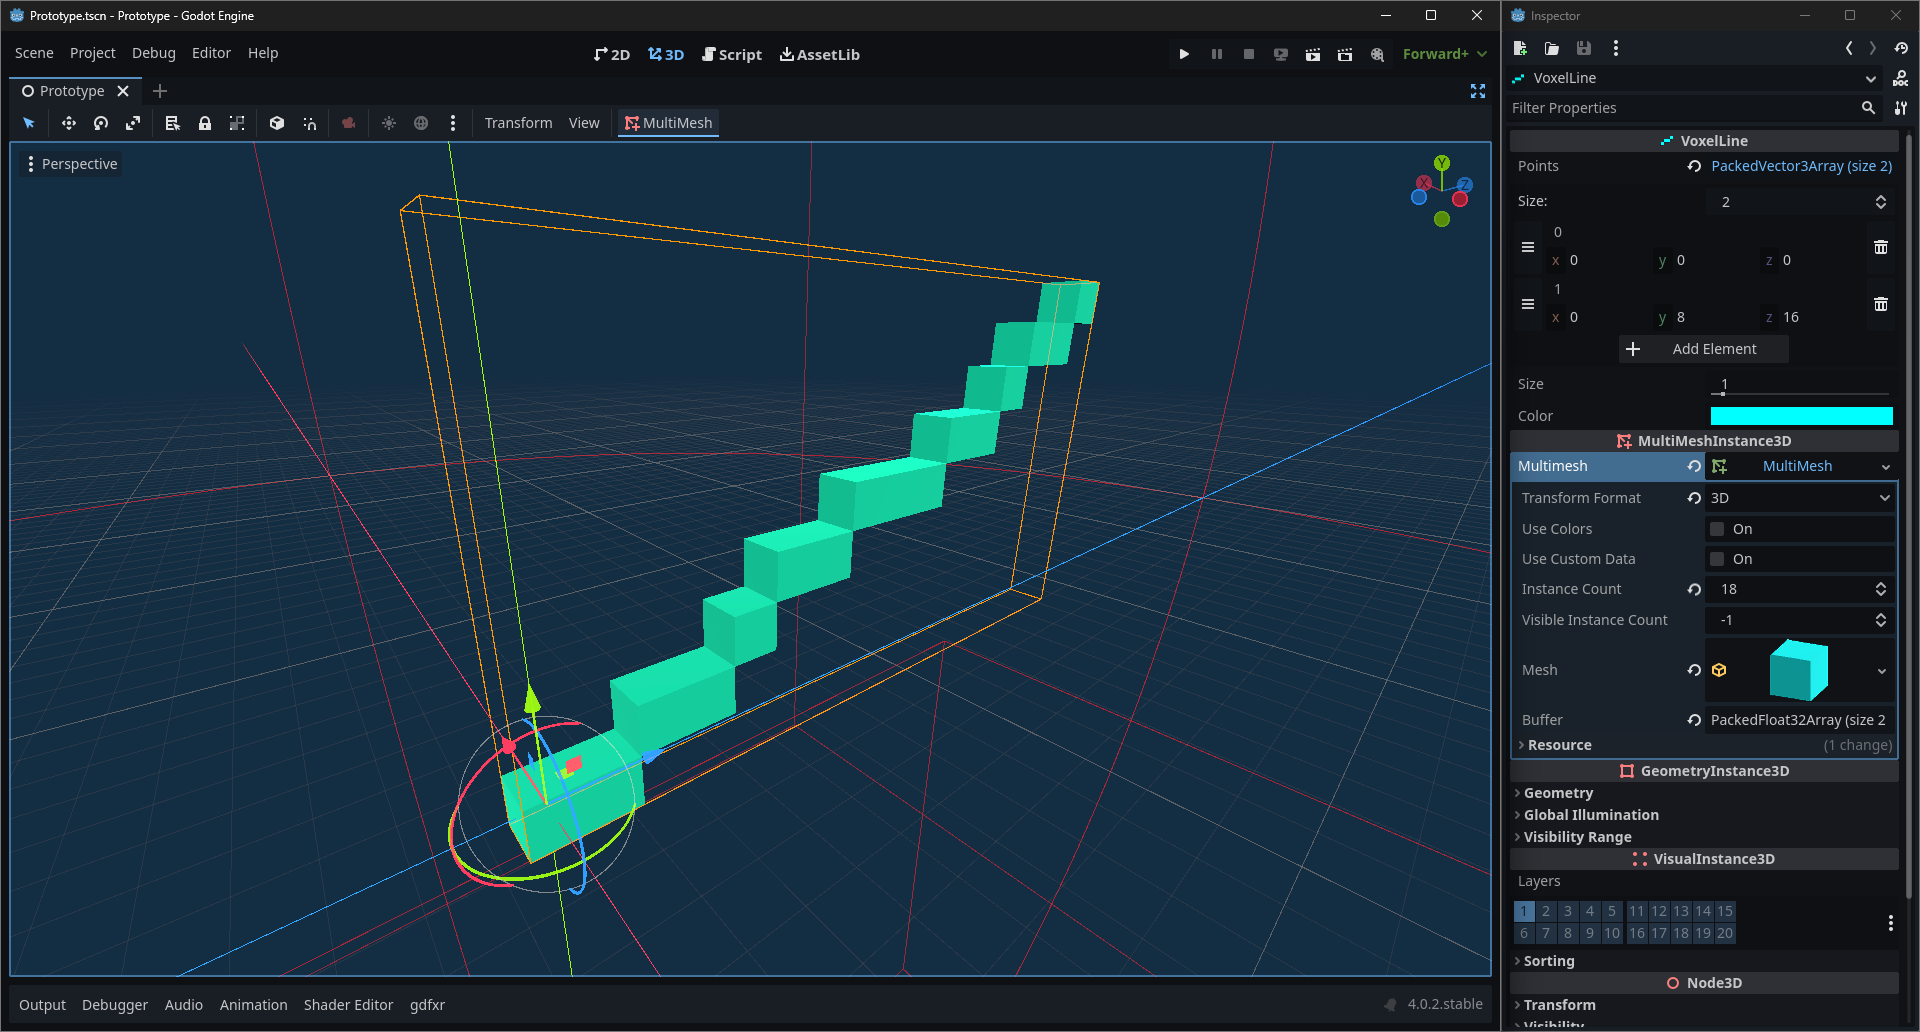 Prototype.tscn - Prototype - Godot Engine
Scene Project Debug Editor Help
2D 3D Script AssetLib
Forward+
Prototype
Transform View MultiMesh
Perspective
Y
X
Z
Output Debugger Audio Animation Shader Editor gdfxr
4.0.2.stable
Inspector
VoxelLine
DOC
Filter Properties
VoxelLine
Points PackedVector3Array (size 2)
Size: 2
0
x 0 y 0 z 0
1
x 0 y 8 z 16
Add Element
Size 1
Color
MultiMeshInstance3D
Multimesh MultiMesh
Transform Format 3D
Use Colors On
Use Custom Data On
Instance Count 18
Visible Instance Count -1
Mesh
Buffer PackedFloat32Array (size 2
Resource (1 change)
GeometryInstance3D
Geometry
Global Illumination
Visibility Range
VisualInstance3D
Layers
1 2 3 4 5 11 12 13 14 15
6 7 8 9 10 16 17 18 19 20
Sorting
Node3D
Transform
Visibility